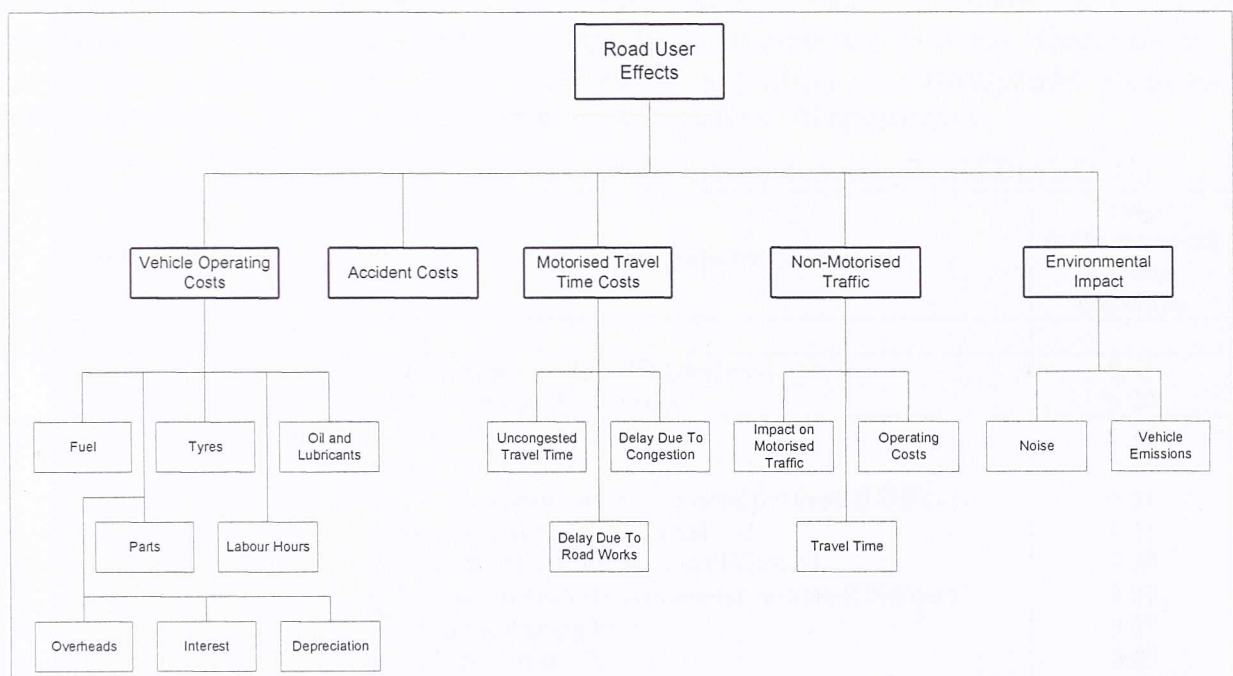 Road User
Effects
Vehicle Operating
Costs
Accident Costs
Motorised Travel
Time Costs
Non-Motorised
Traffic
Environmental
Impact
Fuel
Tyres
Oil and
Lubricants
Uncongested
Travel Time
Delay Due To
Congestion
Impact on
Motorised
Traffic
Operating
Costs
Noise
Vehicle
Emissions
Parts
Labour Hours
Delay Due To
Road Works
Travel Time
Overheads
Interest
Depreciation